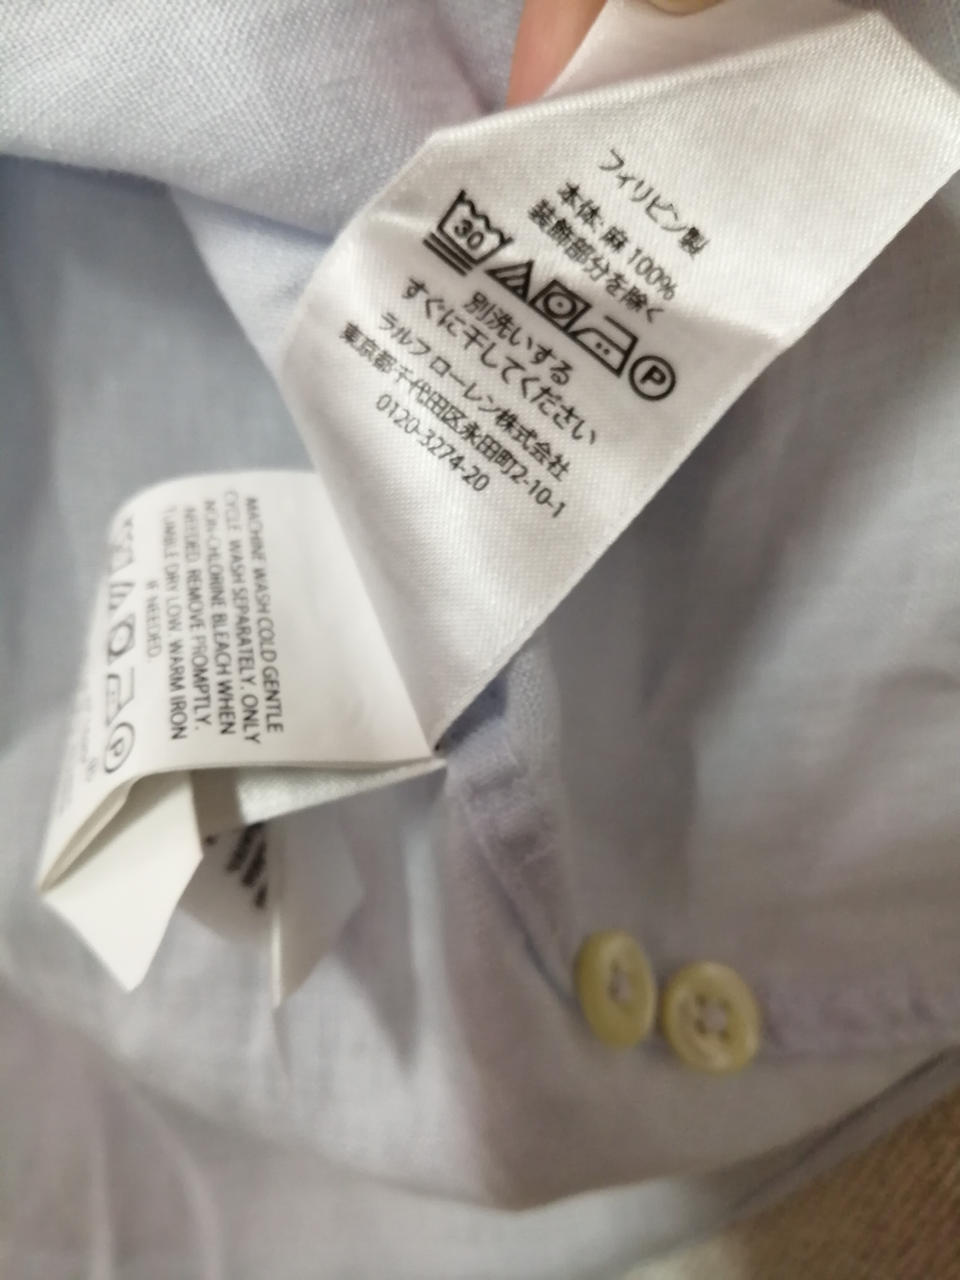 フィリピン製
本体: 麻 100%
装飾部分を除く
30
P
別洗いする
すぐに干してください
ラルフ ローレン株式会社
東京都千代田区永田町2-10-1
0120-3274-20
MACHINE WASH COLD GENTLE
CYCLE. WASH SEPARATELY. ONLY
NON-CHLORINE BLEACH WHEN
NEEDED. REMOVE PROMPTLY.
TUMBLE DRY LOW. WARM IRON
IF NEEDED.
P